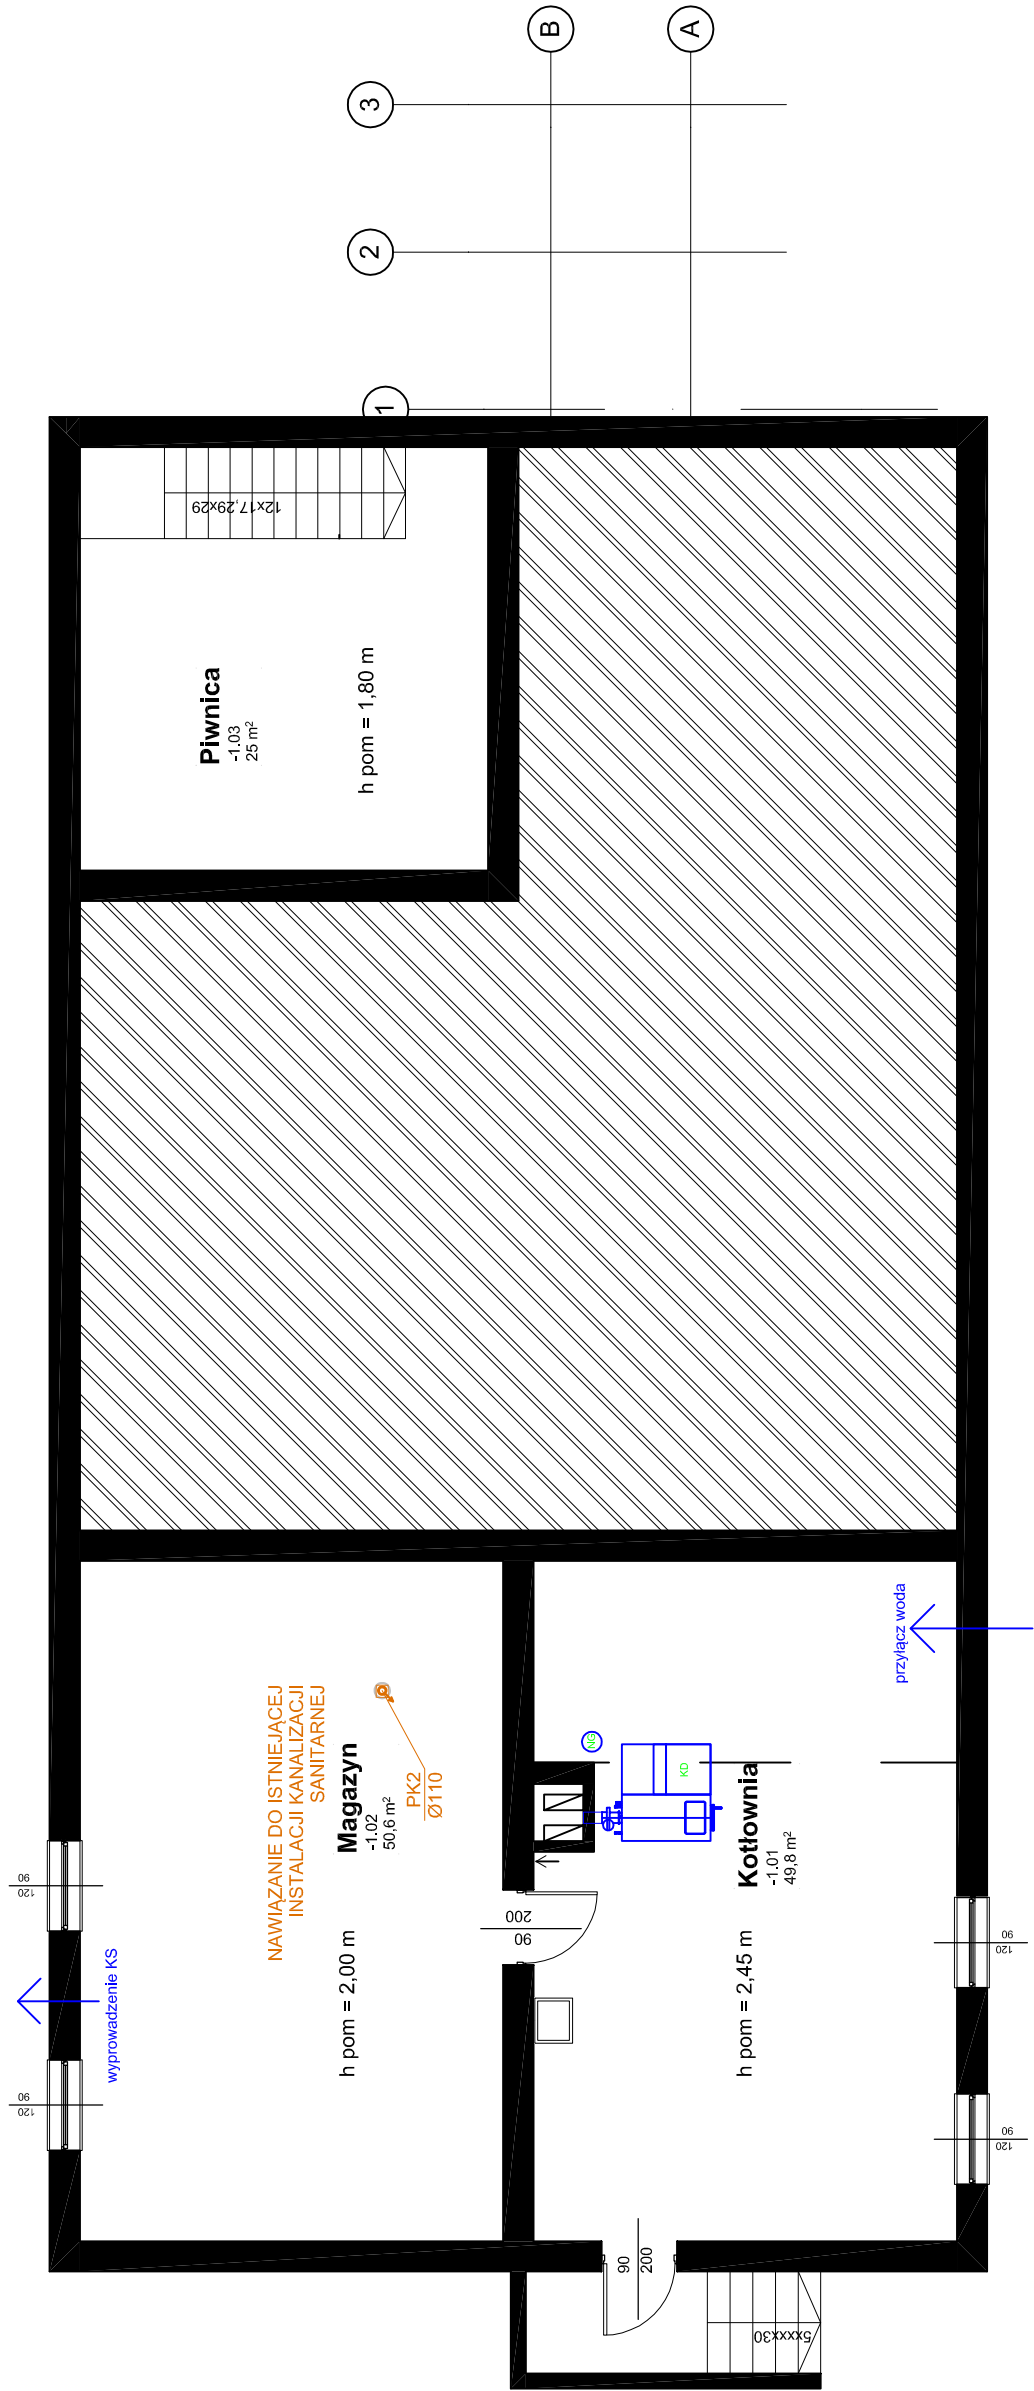 B
A
3
2
1
12x17,29x29
Piwnica
-1.03
25 m²
h pom = 1,80 m
NAWIĄZANIE DO ISTNIEJĄCEJ
INSTALACJI KANALIZACJI
SANITARNEJ
PK2
Ø110
Magazyn
-1.02
50,6 m²
h pom = 2,00 m
przyłącz woda
NG
KD
Kotłownia
-1.01
49,8 m²
h pom = 2,45 m
90
200
90
120
90
120
wyprowadzenie KS
90
120
90
120
90
200
5xxxx30